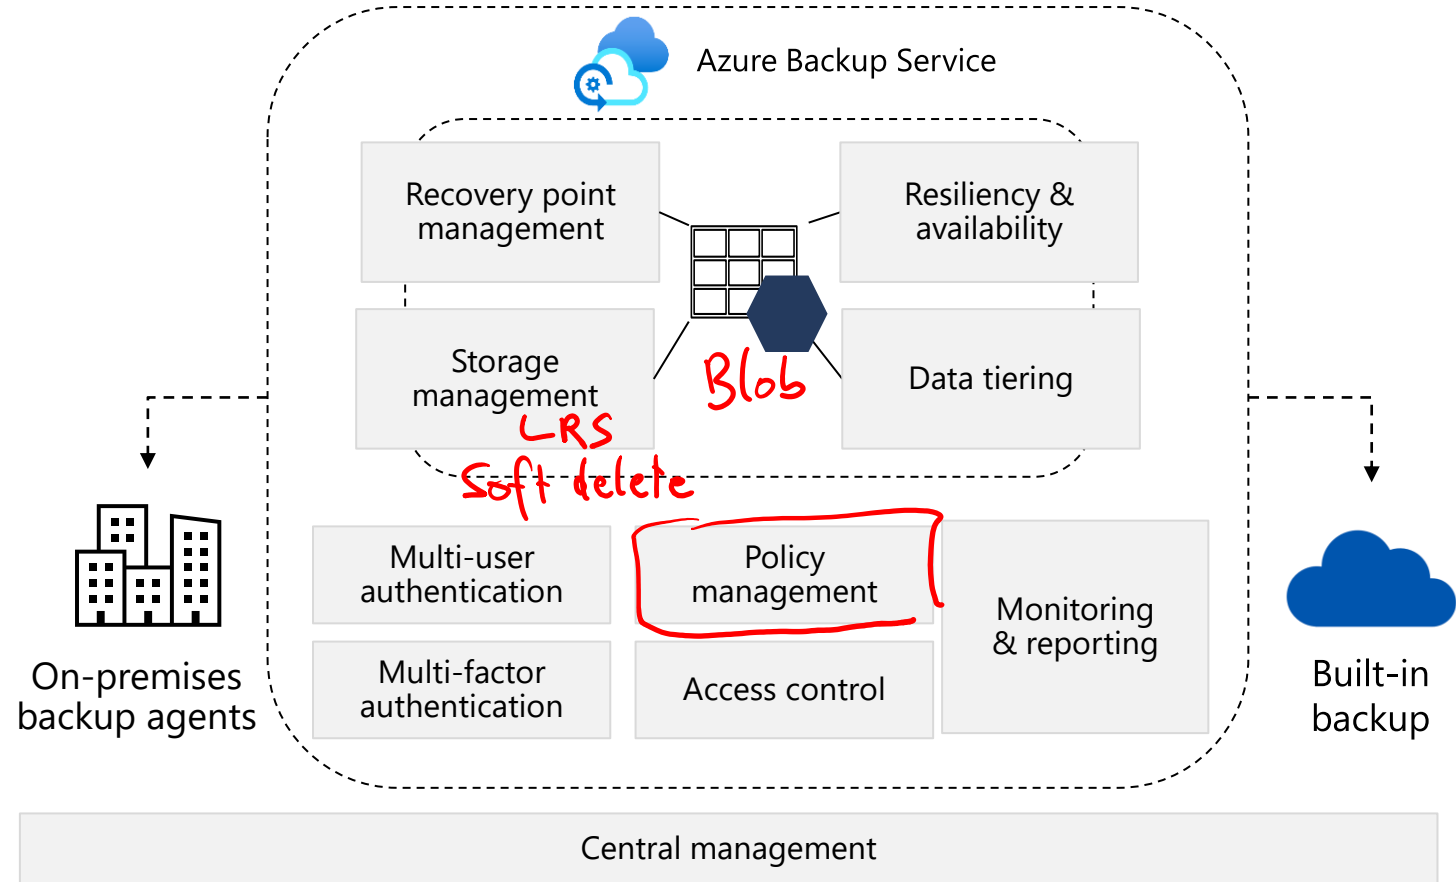 Azure Backup Service
Recovery point
management
Resiliency &
availability
Storage
management
Data tiering
Blob
LRS
Soft delete
Multi-user
authentication
Policy
management
Monitoring
& reporting
Multi-factor
authentication
Access control
On-premises
backup agents
Built-in
backup
Central management